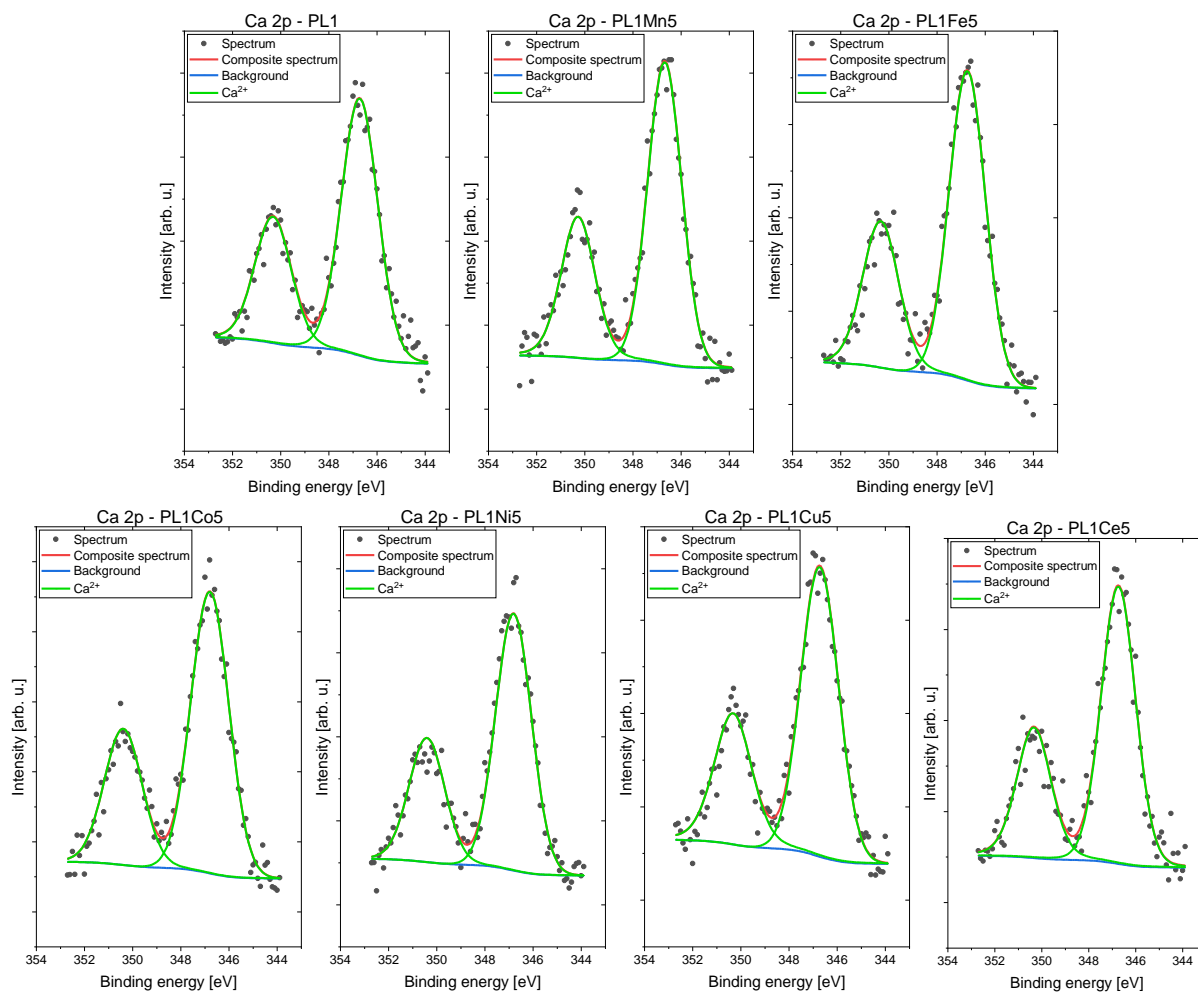 Ca 2p - PL1
Spectrum
Composite spectrum
Background
Ca²⁺
Intensity [arb. u.]
354 352 350 348 346 344
Binding energy [eV]
Ca 2p - PL1Mn5
Spectrum
Composite spectrum
Background
Ca²⁺
Intensity [arb. u.]
354 352 350 348 346 344
Binding energy [eV]
Ca 2p - PL1Fe5
Spectrum
Composite spectrum
Background
Ca²⁺
Intensity [arb. u.]
354 352 350 348 346 344
Binding energy [eV]
Ca 2p - PL1Co5
Spectrum
Composite spectrum
Background
Ca²⁺
Intensity [arb. u.]
354 352 350 348 346 344
Binding energy [eV]
Ca 2p - PL1Ni5
Spectrum
Composite spectrum
Background
Ca²⁺
Intensity [arb. u.]
354 352 350 348 346 344
Binding energy [eV]
Ca 2p - PL1Cu5
Spectrum
Composite spectrum
Background
Ca²⁺
Intensity [arb. u.]
354 352 350 348 346 344
Binding energy [eV]
Ca 2p - PL1Ce5
Spectrum
Composite spectrum
Background
Ca²⁺
Intensity [arb. u.]
354 352 350 348 346 344
Binding energy [eV]